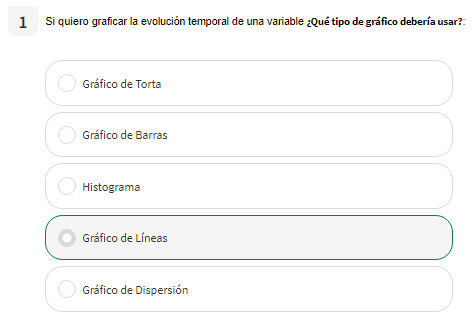 1 Si quiero graficar la evolución temporal de una variable ¿Qué tipo de gráfico debería usar?:
Gráfico de Torta
Gráfico de Barras
Histograma
Gráfico de Líneas
Gráfico de Dispersión